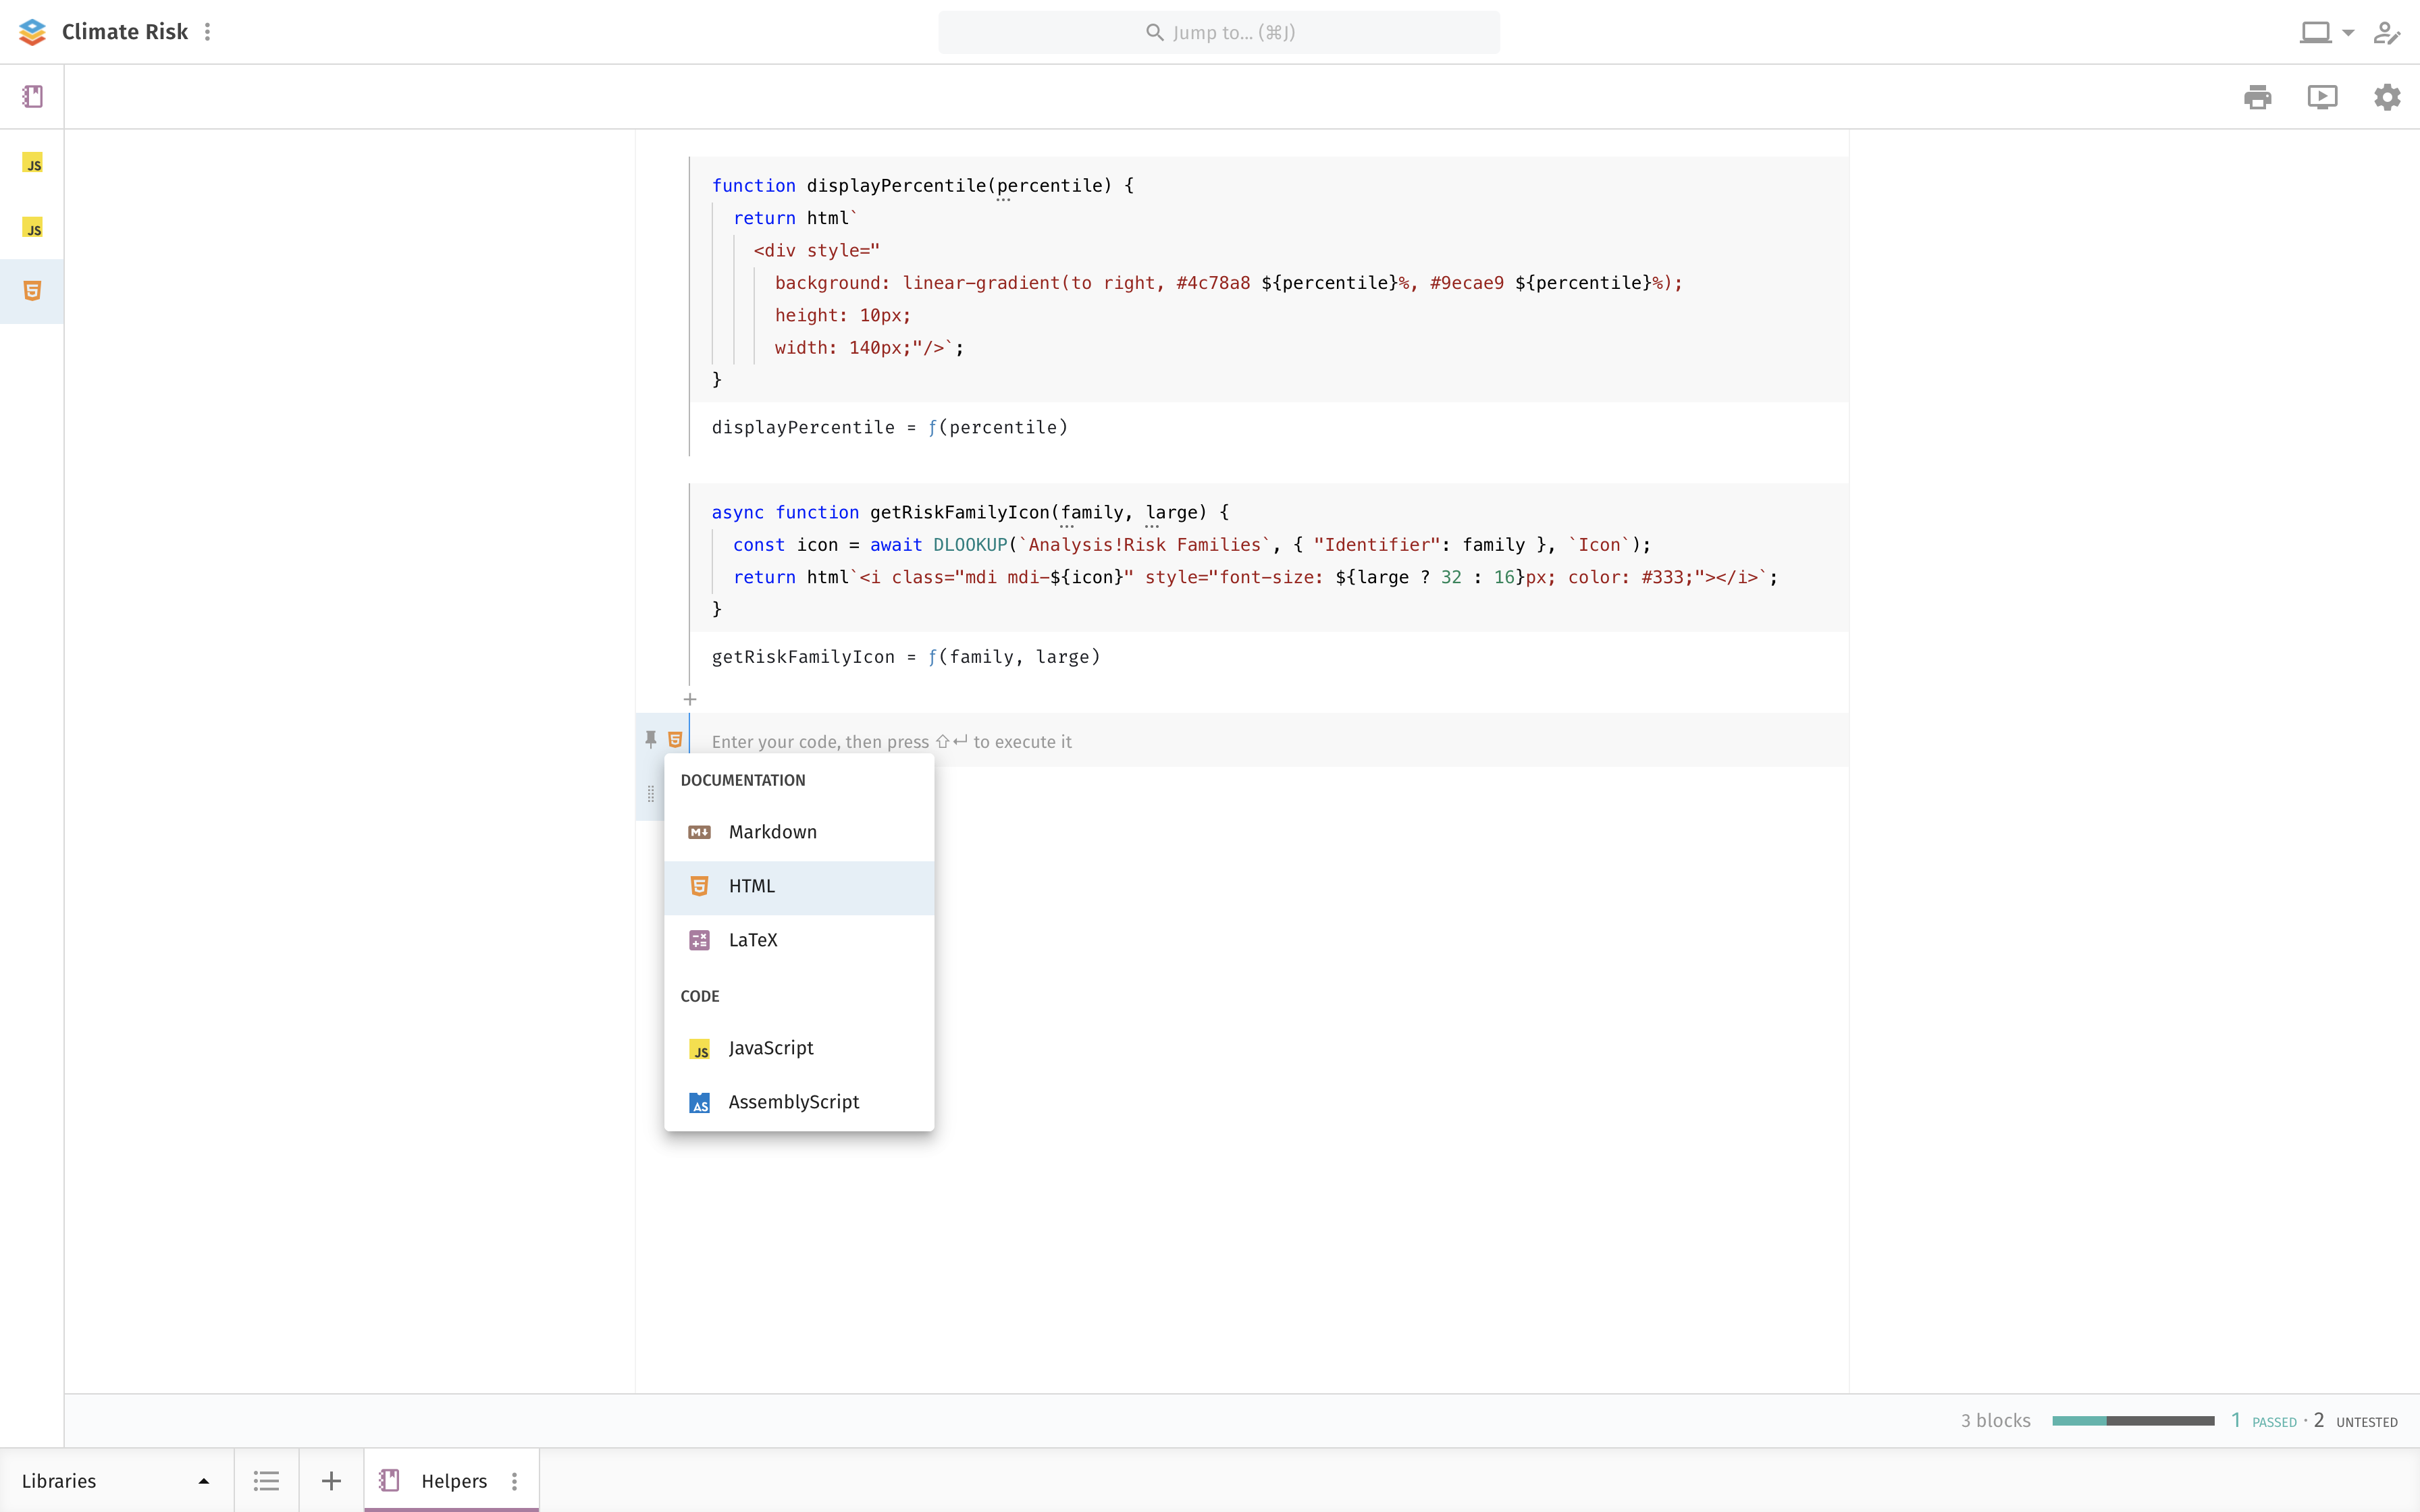 Climate Risk
Jump to... (⌘J)
JS
JS
function displayPercentile(percentile) {
return html`
<div style="
background: linear-gradient(to right, #4c78a8 ${percentile}%, #9ecae9 ${percentile}%);
height: 10px;
width: 140px;"/>`;
}
displayPercentile = ƒ(percentile)
async function getRiskFamilyIcon(family, large) {
const icon = await DLOOKUP(`Analysis!Risk Families`, { "Identifier": family }, `Icon`);
return html`<i class="mdi mdi-${icon}" style="font-size: ${large ? 32 : 16}px; color: #333;"></i>`;
}
getRiskFamilyIcon = ƒ(family, large)
Enter your code, then press ⇧↵ to execute it
DOCUMENTATION
M↓ Markdown
HTML
LaTeX
CODE
JS JavaScript
AS AssemblyScript
3 blocks 1 PASSED · 2 UNTESTED
Libraries
Helpers